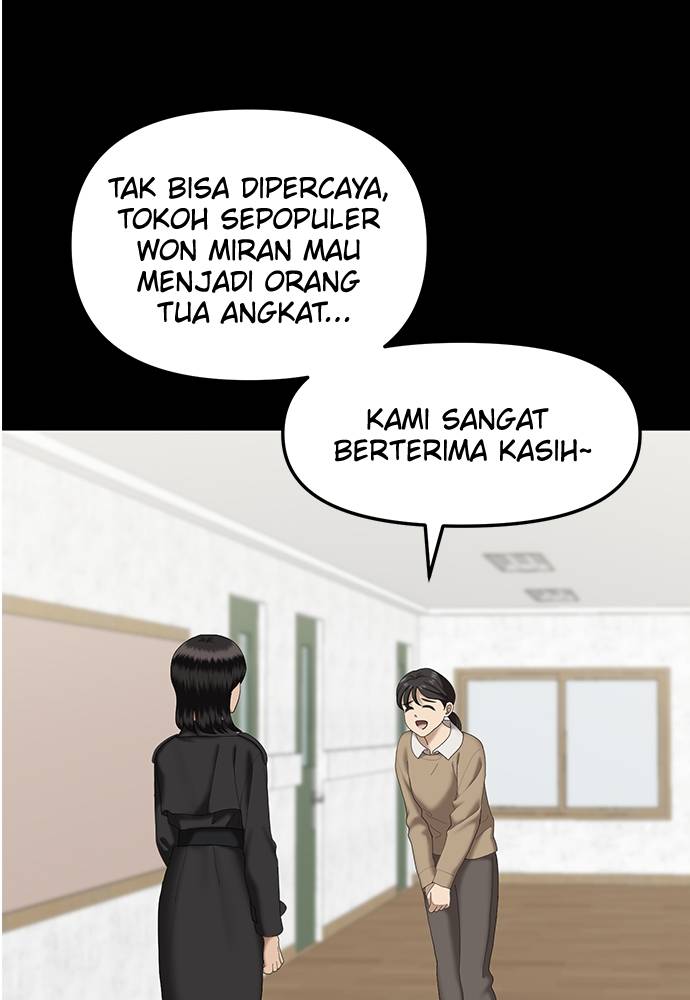 TAK BISA DIPERCAYA,
TOKOH SEPOPULER
WON MIRAN MAU
MENJADI ORANG
TUA ANGKAT...
KAMI SANGAT
BERTERIMA KASIH~